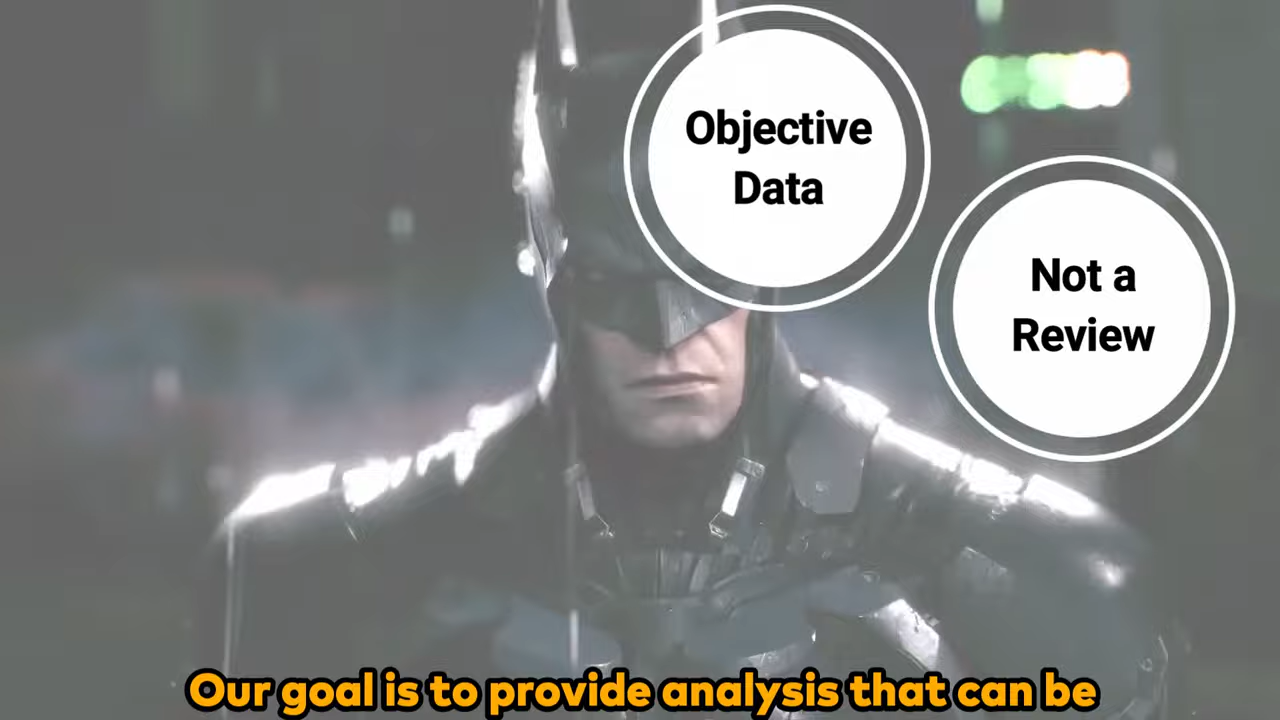 Objective
Data
Not a
Review
Our goal is to provide analysis that can be